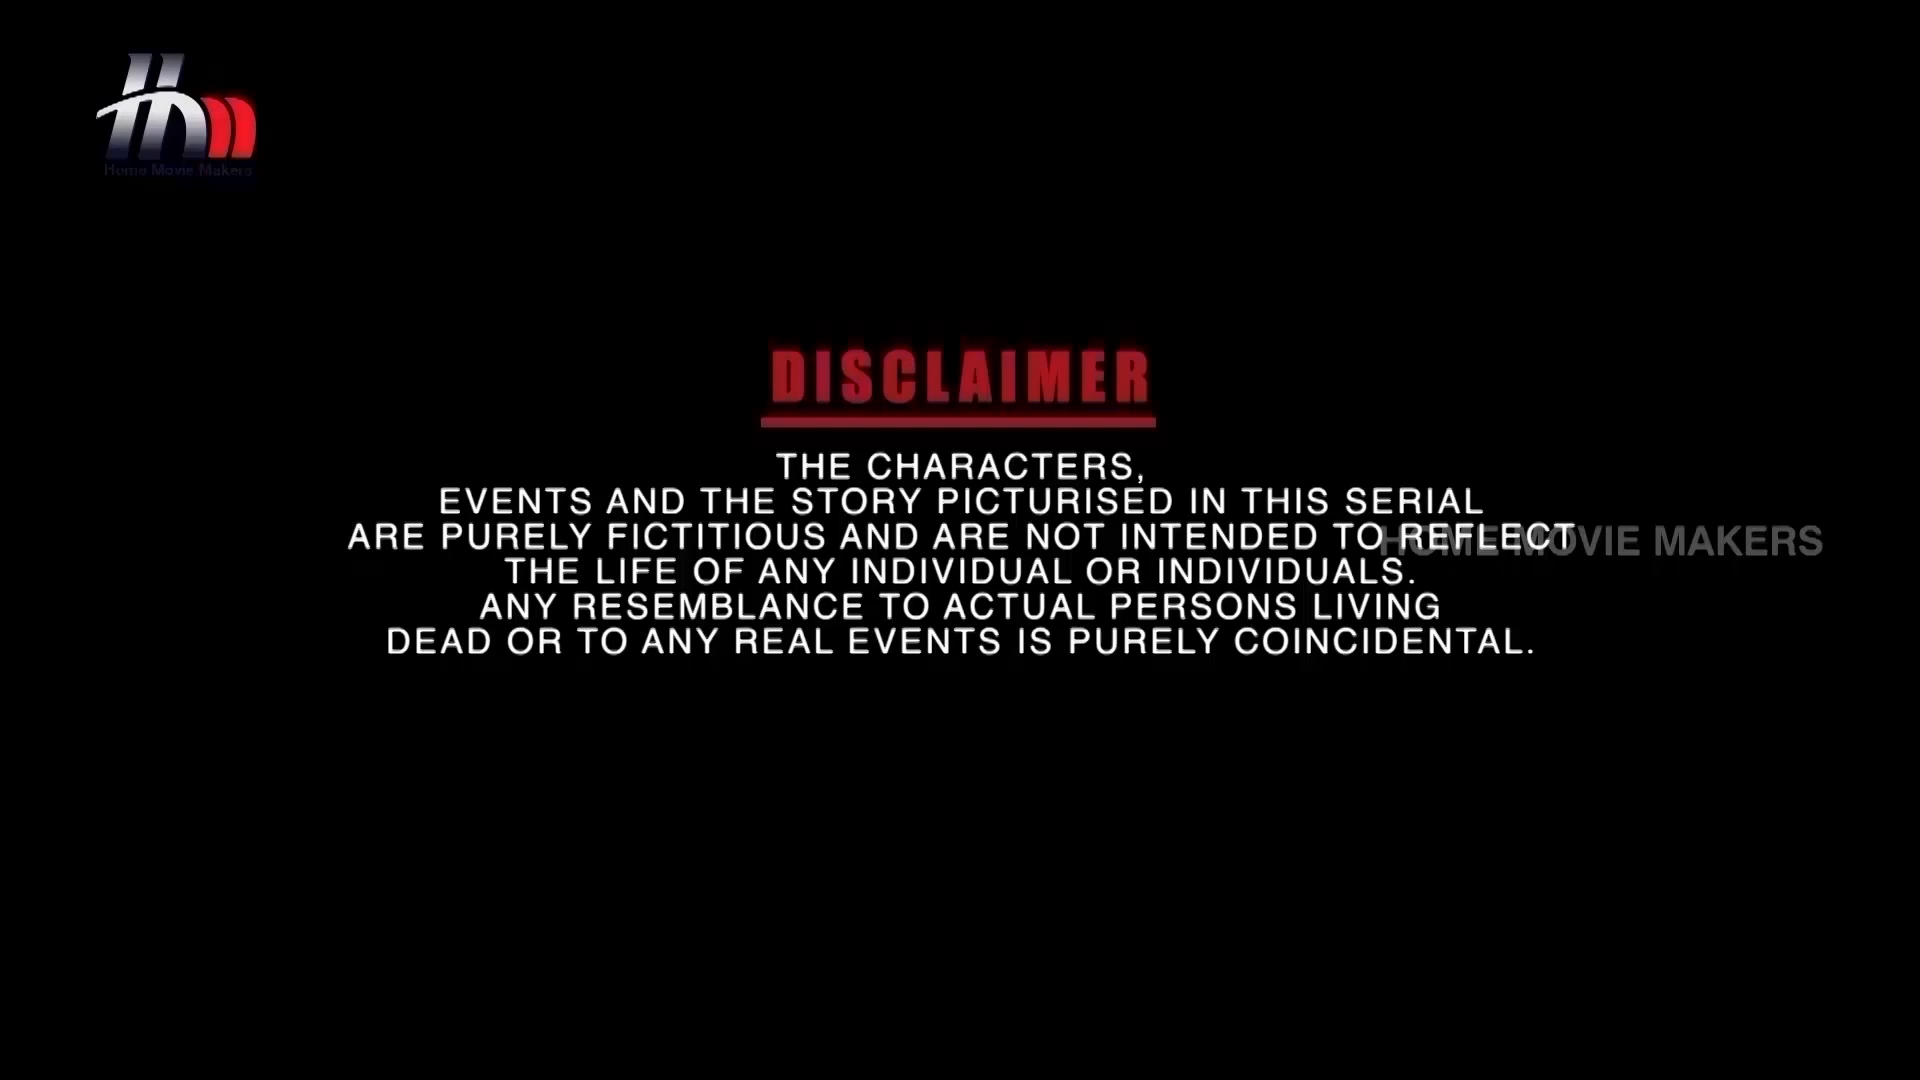 Home Movie Makers
DISCLAIMER
THE CHARACTERS,
EVENTS AND THE STORY PICTURISED IN THIS SERIAL
ARE PURELY FICTITIOUS AND ARE NOT INTENDED TO REFLECT
HOME MOVIE MAKERS
THE LIFE OF ANY INDIVIDUAL OR INDIVIDUALS.
ANY RESEMBLANCE TO ACTUAL PERSONS LIVING
DEAD OR TO ANY REAL EVENTS IS PURELY COINCIDENTAL.